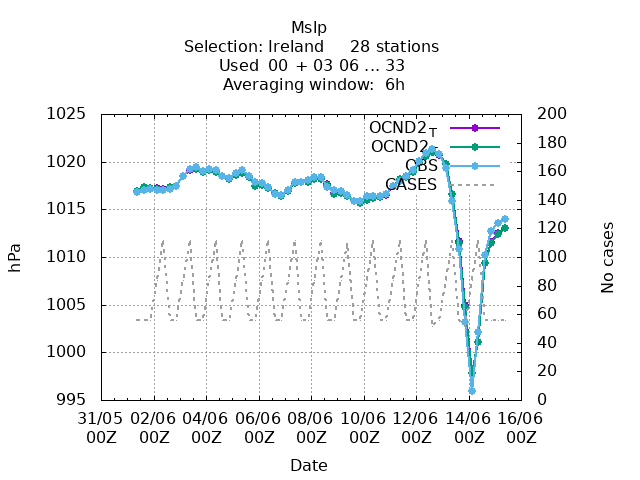 Mslp
Selection: Ireland 28 stations
Used 00 + 03 06 ... 33
Averaging window: 6h
1025
1020
1015
1010
1005
1000
995
hPa
200
180
160
140
120
100
80
60
40
20
0
No cases
OCND2_T
OCND2_
OBS
CASES
31/05 02/06 04/06 06/06 08/06 10/06 12/06 14/06 16/06
00Z 00Z 00Z 00Z 00Z 00Z 00Z 00Z 00Z
Date